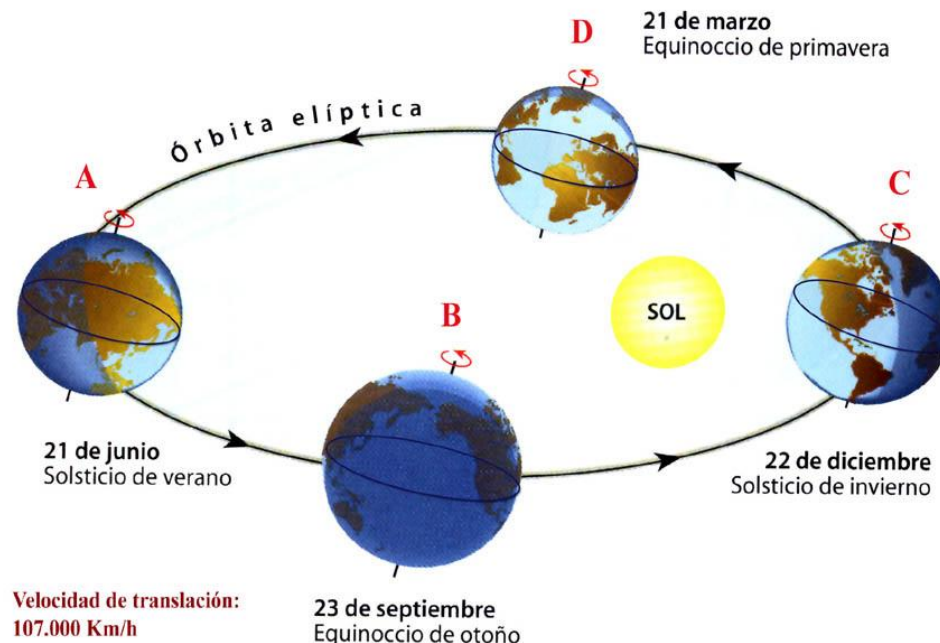 D
21 de marzo
Equinoccio de primavera
Órbita elíptica
A
C
SOL
B
21 de junio
Solsticio de verano
22 de diciembre
Solsticio de invierno
Velocidad de translación:
107.000 Km/h
23 de septiembre
Equinoccio de otoño